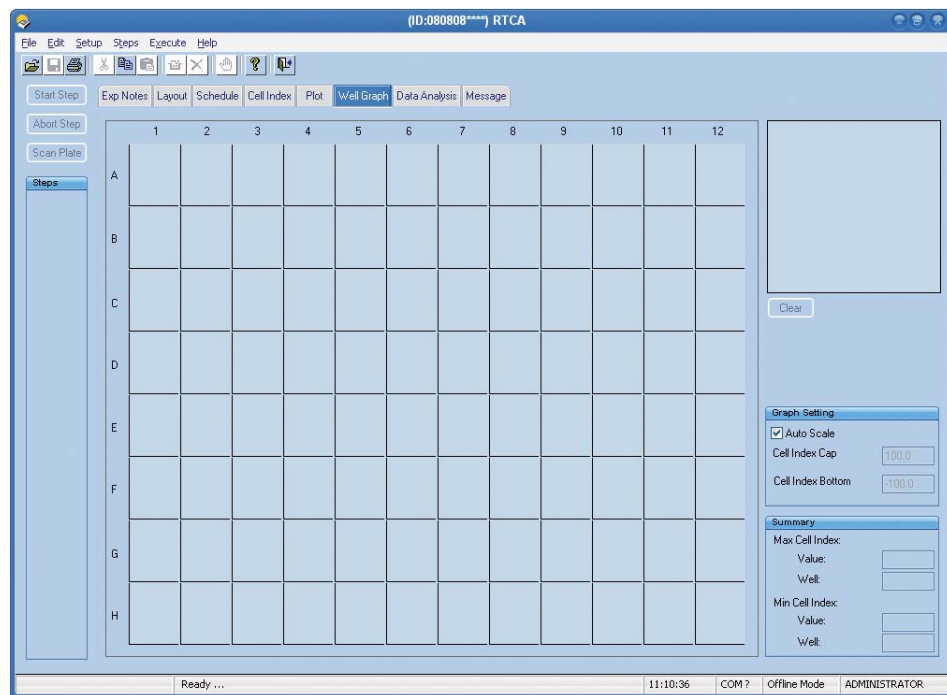 (ID:080808****) RTCA
File Edit Setup Steps Execute Help
Start Step
Exp Notes Layout Schedule Cell Index Plot Well Graph Data Analysis Message
Abort Step
Scan Plate
Steps
1 2 3 4 5 6 7 8 9 10 11 12
A
B
C
D
E
F
G
H
Clear
Graph Setting
Auto Scale
Cell Index Cap 100.0
Cell Index Bottom -100.0
Summary
Max Cell Index:
Value:
Well:
Min Cell Index:
Value:
Well:
Ready ... 11:10:36 COM? Offline Mode ADMINISTRATOR